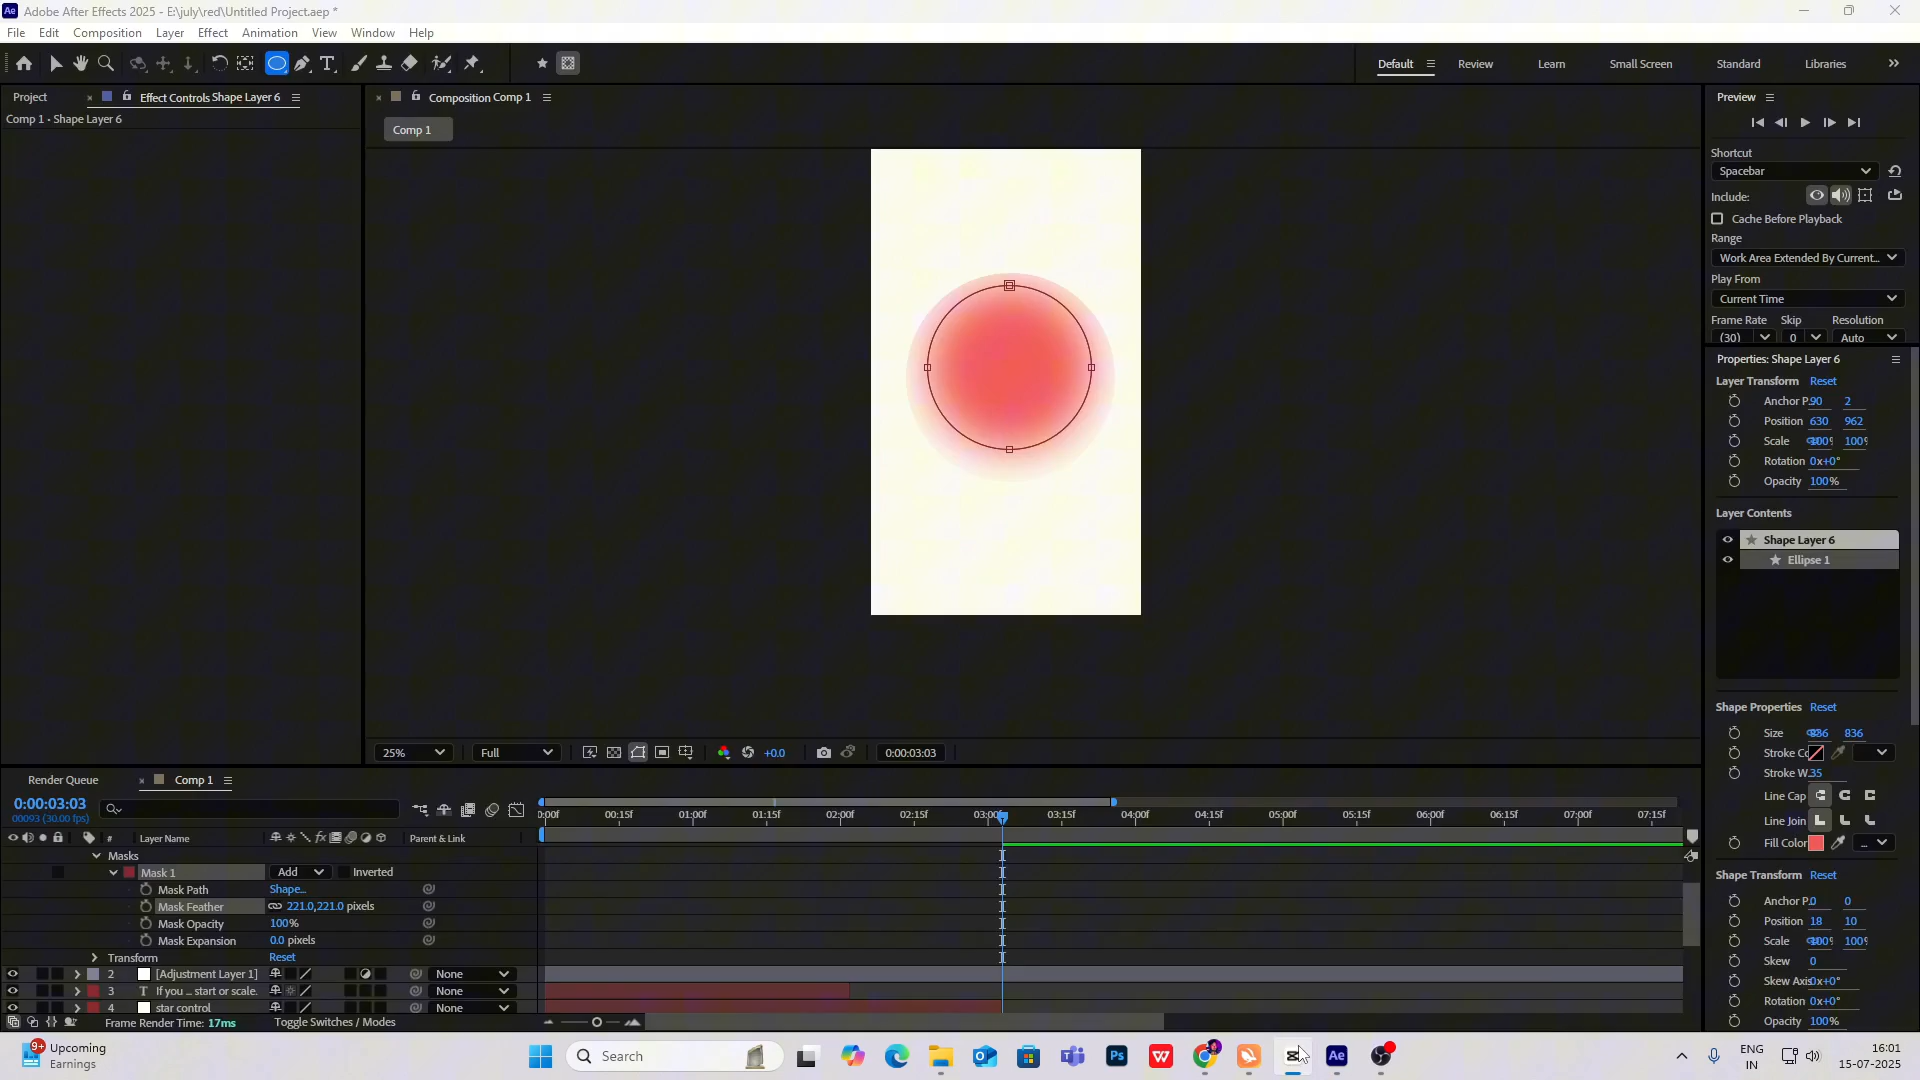 Adobe After Effects 2025 - E:\july\red\Untitled Project.aep *
File Edit Composition Layer Effect Animation View Window Help
Default Review Learn Small Screen Standard Libraries
Project Effect Controls Shape Layer 6
Comp 1 • Shape Layer 6
Composition Comp 1
Comp 1
Preview
Shortcut
Spacebar
Include:
Cache Before Playback
Range
Work Area Extended By Current...
Play From
Current Time
Frame Rate Skip Resolution
(30) 0 Auto
Properties: Shape Layer 6
Layer Transform Reset
Anchor P. 90 2
Position 630 962
Scale 100% 100%
Rotation 0x+0°
Opacity 100%
Layer Contents
Shape Layer 6
Ellipse 1
Shape Properties Reset
Size 836 836
Stroke Co
Stroke W. 35
Line Cap
Line Join
Fill Color ...
Shape Transform Reset
Anchor P. 0 0
Position 18 10
Scale 100% 100%
Skew 0
Skew Axis 0x+0°
Rotation 0x+0°
Opacity 100%
25% Full +0.0 0:00:03:03
Render Queue Comp 1
0:00:03:03
00093 (30.00 fps)
0:00f 00:15f 01:00f 01:15f 02:00f 02:15f 03:00f 03:15f 04:00f 04:15f 05:00f 05:15f 06:00f 06:15f 07:00f 07:15f
# Layer Name fx Parent & Link
Masks
Mask 1 Add Inverted
Mask Path Shape...
Mask Feather 221.0,221.0 pixels
Mask Opacity 100%
Mask Expansion 0.0 pixels
Transform Reset
2 [Adjustment Layer 1] None
3 T If you ... start or scale. None
4 star control None
Frame Render Time: 17ms Toggle Switches / Modes
9+ Upcoming
Earnings
Search
Ps
W
Ae
ENG
IN
16:01
15-07-2025